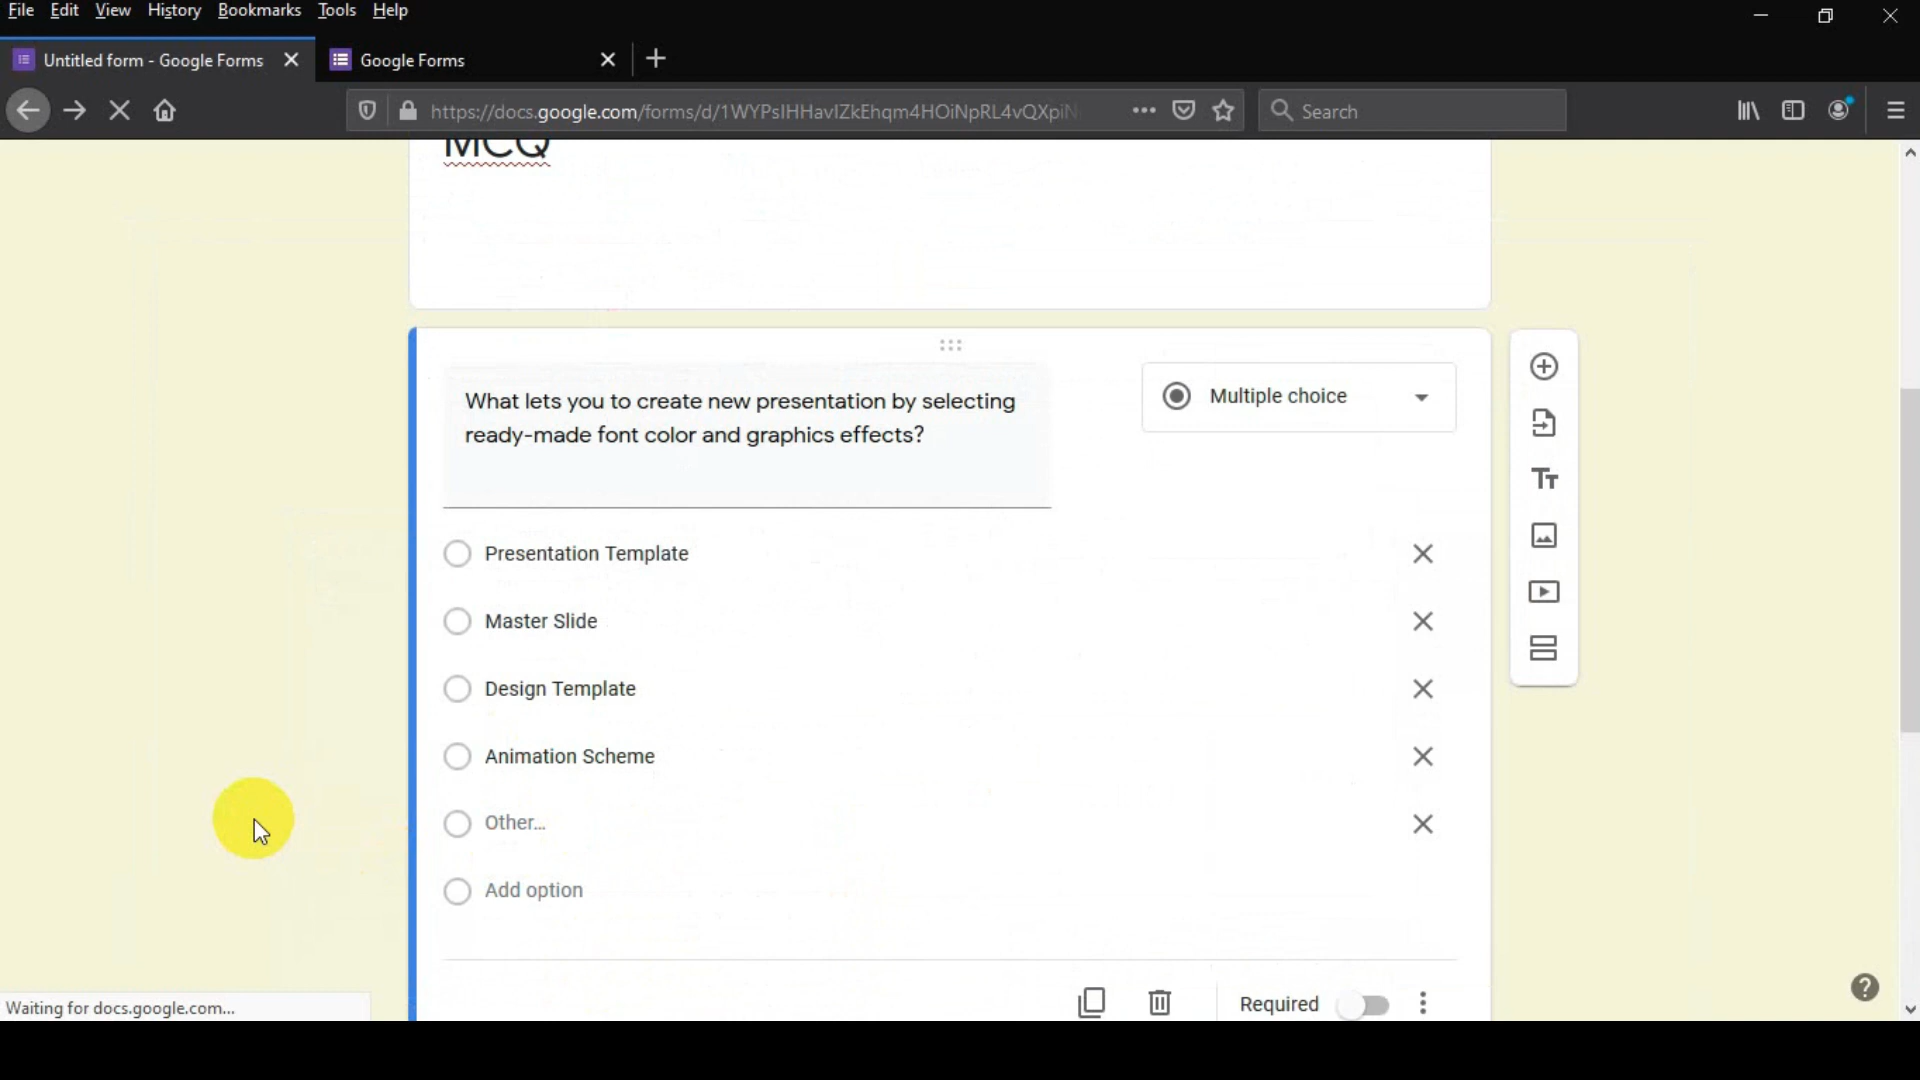 File Edit View History Bookmarks Tools Help
Untitled form - Google Forms
Google Forms
https://docs.google.com/forms/d/1WYPsIHHavIZkEhqm4HOiNpRL4vQXpiN
Search
MCQ
What lets you to create new presentation by selecting
ready-made font color and graphics effects?
Multiple choice
Presentation Template
Master Slide
Design Template
Animation Scheme
Other...
Add option
Required
Waiting for docs.google.com...